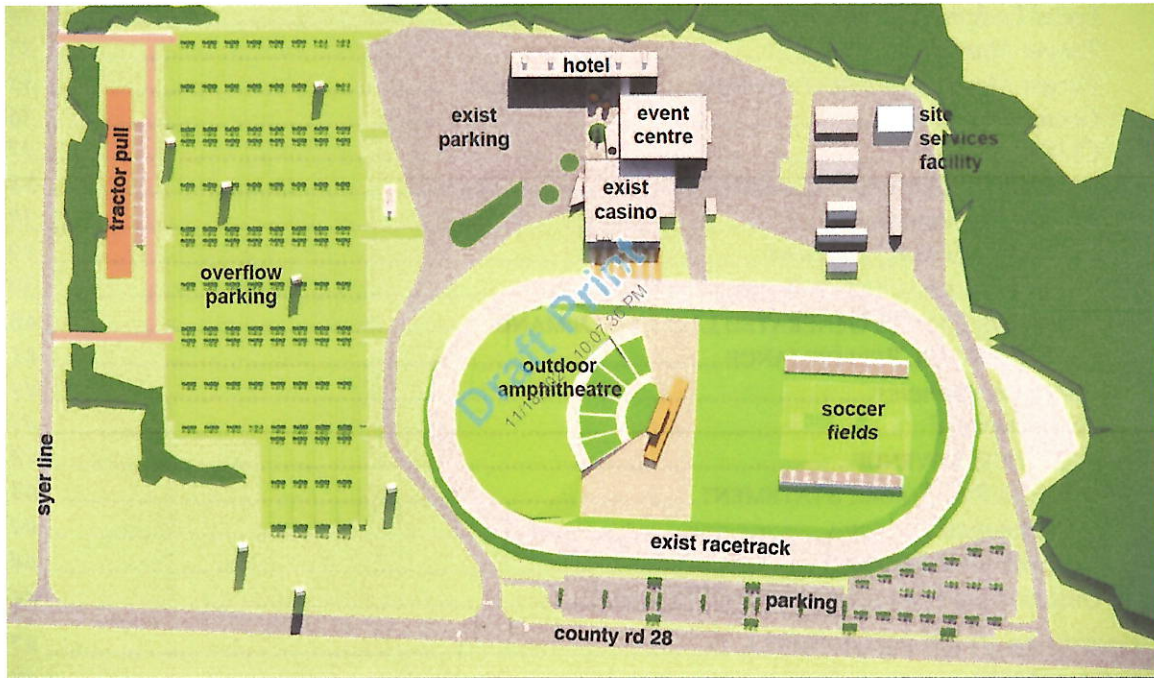 hotel
exist
parking
event
centre
site
services
facility
tractor pull
exist
casino
overflow
parking
Draft Print
outdoor
amphitheatre
soccer
fields
syer line
exist racetrack
parking
county rd 28